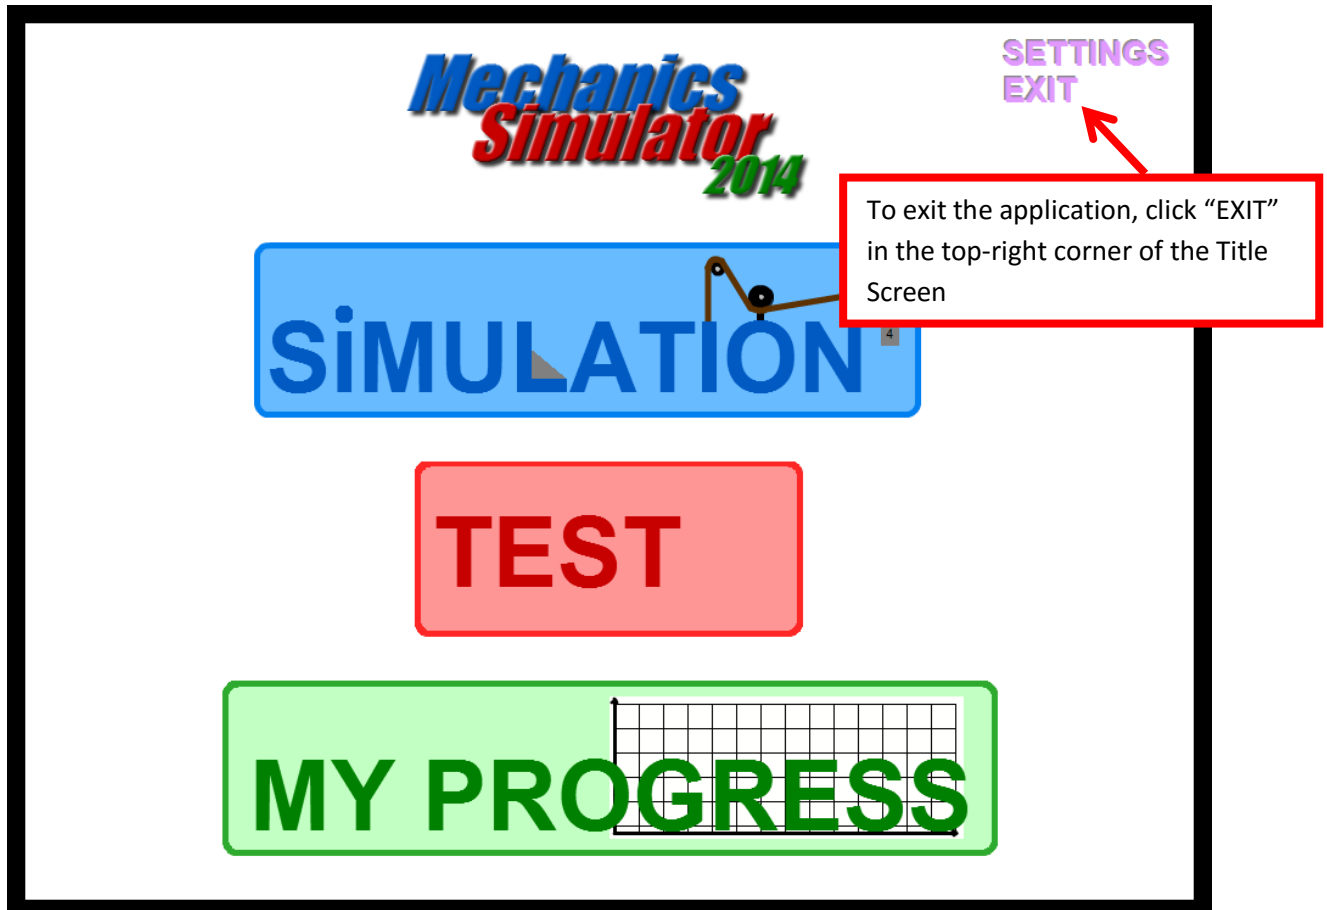 Mechanics
Simulator
2014
SETTINGS
EXIT
To exit the application, click “EXIT”
in the top-right corner of the Title
Screen
SiMULATION
4
TEST
MY PROGRESS